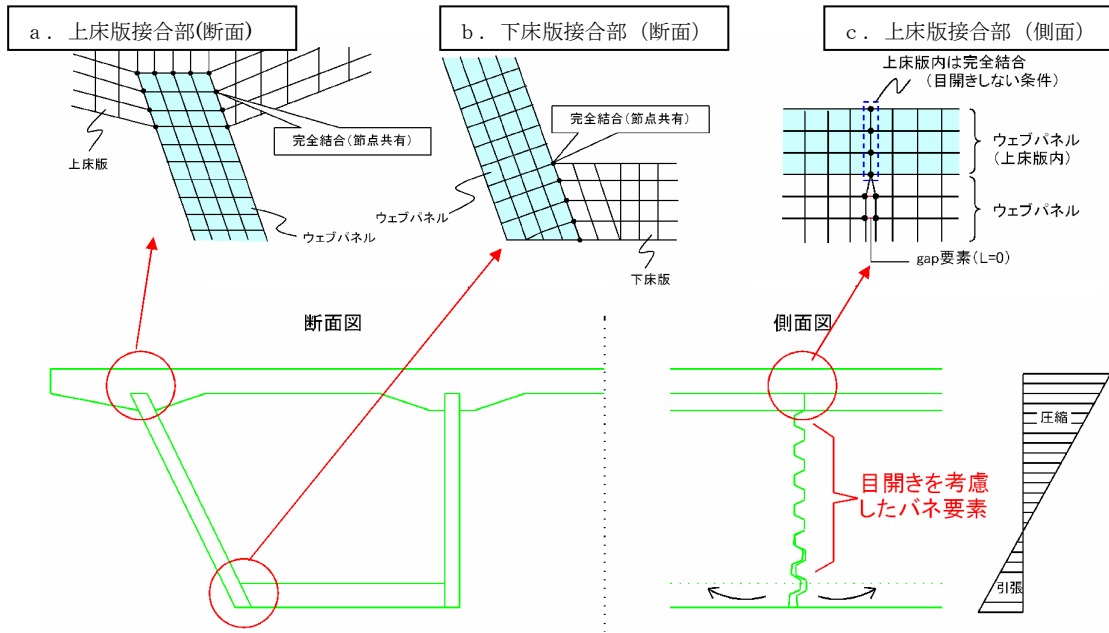 a．上床版接合部(断面)
b．下床版接合部（断面）
c．上床版接合部（側面）
上床版
完全結合(節点共有)
ウェブパネル
完全結合(節点共有)
ウェブパネル
下床版
上床版内は完全結合
（目開きしない条件）
ウェブパネル
（上床版内）
ウェブパネル
gap要素(L=0)
断面図
側面図
圧縮
目開きを考慮
したバネ要素
引張